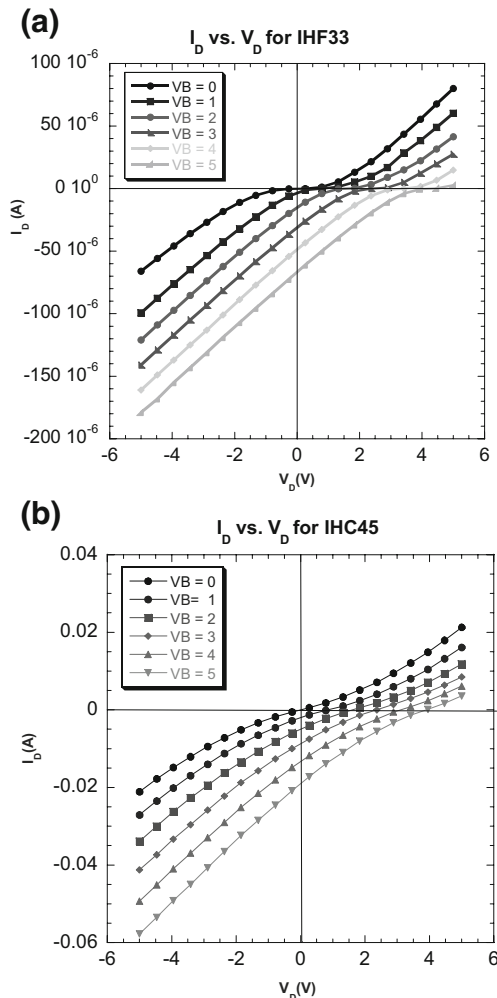 (a)
I_D vs. V_D for IHF33
100 10^-6
50 10^-6
0 10^0
-50 10^-6
-100 10^-6
-150 10^-6
-200 10^-6
I_D (A)
VB = 0
VB = 1
VB = 2
VB = 3
VB = 4
VB = 5
-6 -4 -2 0 2 4 6
V_D(V)
(b)
I_D vs. V_D for IHC45
0.04
0.02
0
-0.02
-0.04
-0.06
I_D(A)
VB = 0
VB= 1
VB = 2
VB = 3
VB = 4
VB = 5
-6 -4 -2 0 2 4 6
V_D(V)